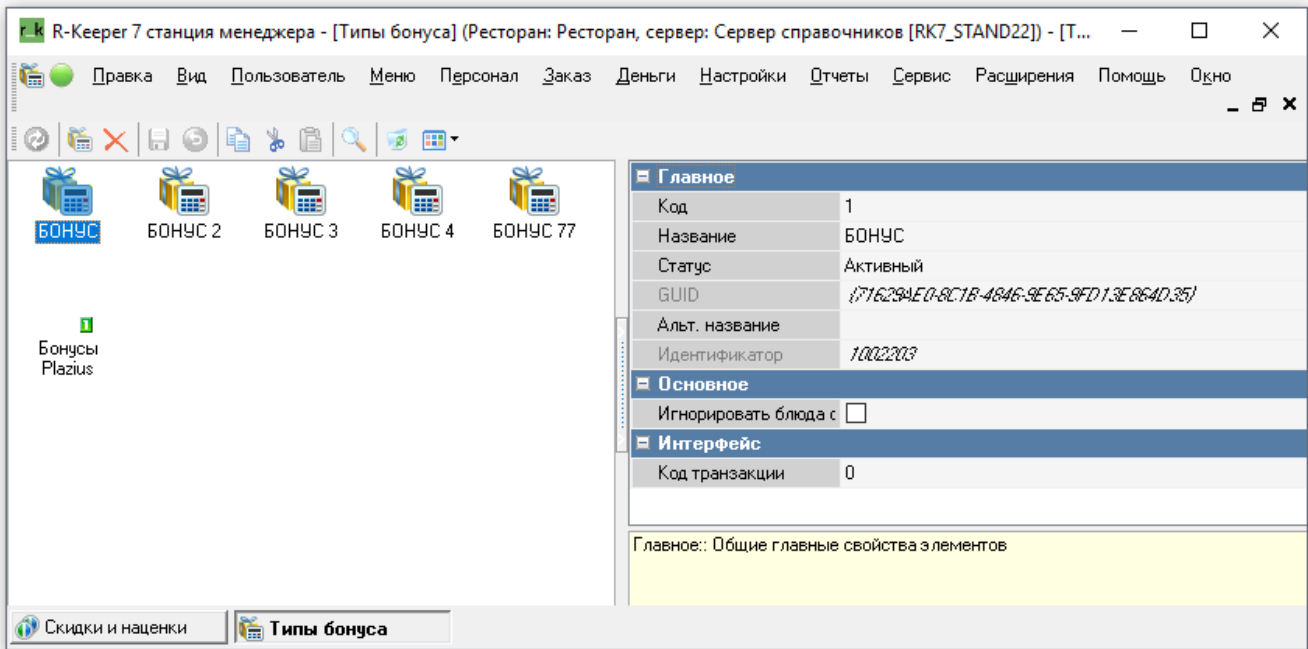 r_k R-Keeper 7 станция менеджера - [Типы бонуса] (Ресторан: Ресторан, сервер: Сервер справочников [RK7_STAND22]) - [Т...
Правка Вид Пользователь Меню Персонал Заказ Деньги Настройки Отчеты Сервис Расширения Помощь Окно
БОНУС БОНУС 2 БОНУС 3 БОНУС 4 БОНУС 77
1
Бонусы
Plazius
Главное
Код 1
Название БОНУС
Статус Активный
GUID {71629AE0-8C1B-4846-9E65-9FD13E864D35}
Альт. название
Идентификатор 1002203
Основное
Игнорировать блюда с
Интерфейс
Код транзакции 0
Главное:: Общие главные свойства элементов
Скидки и наценки Типы бонуса